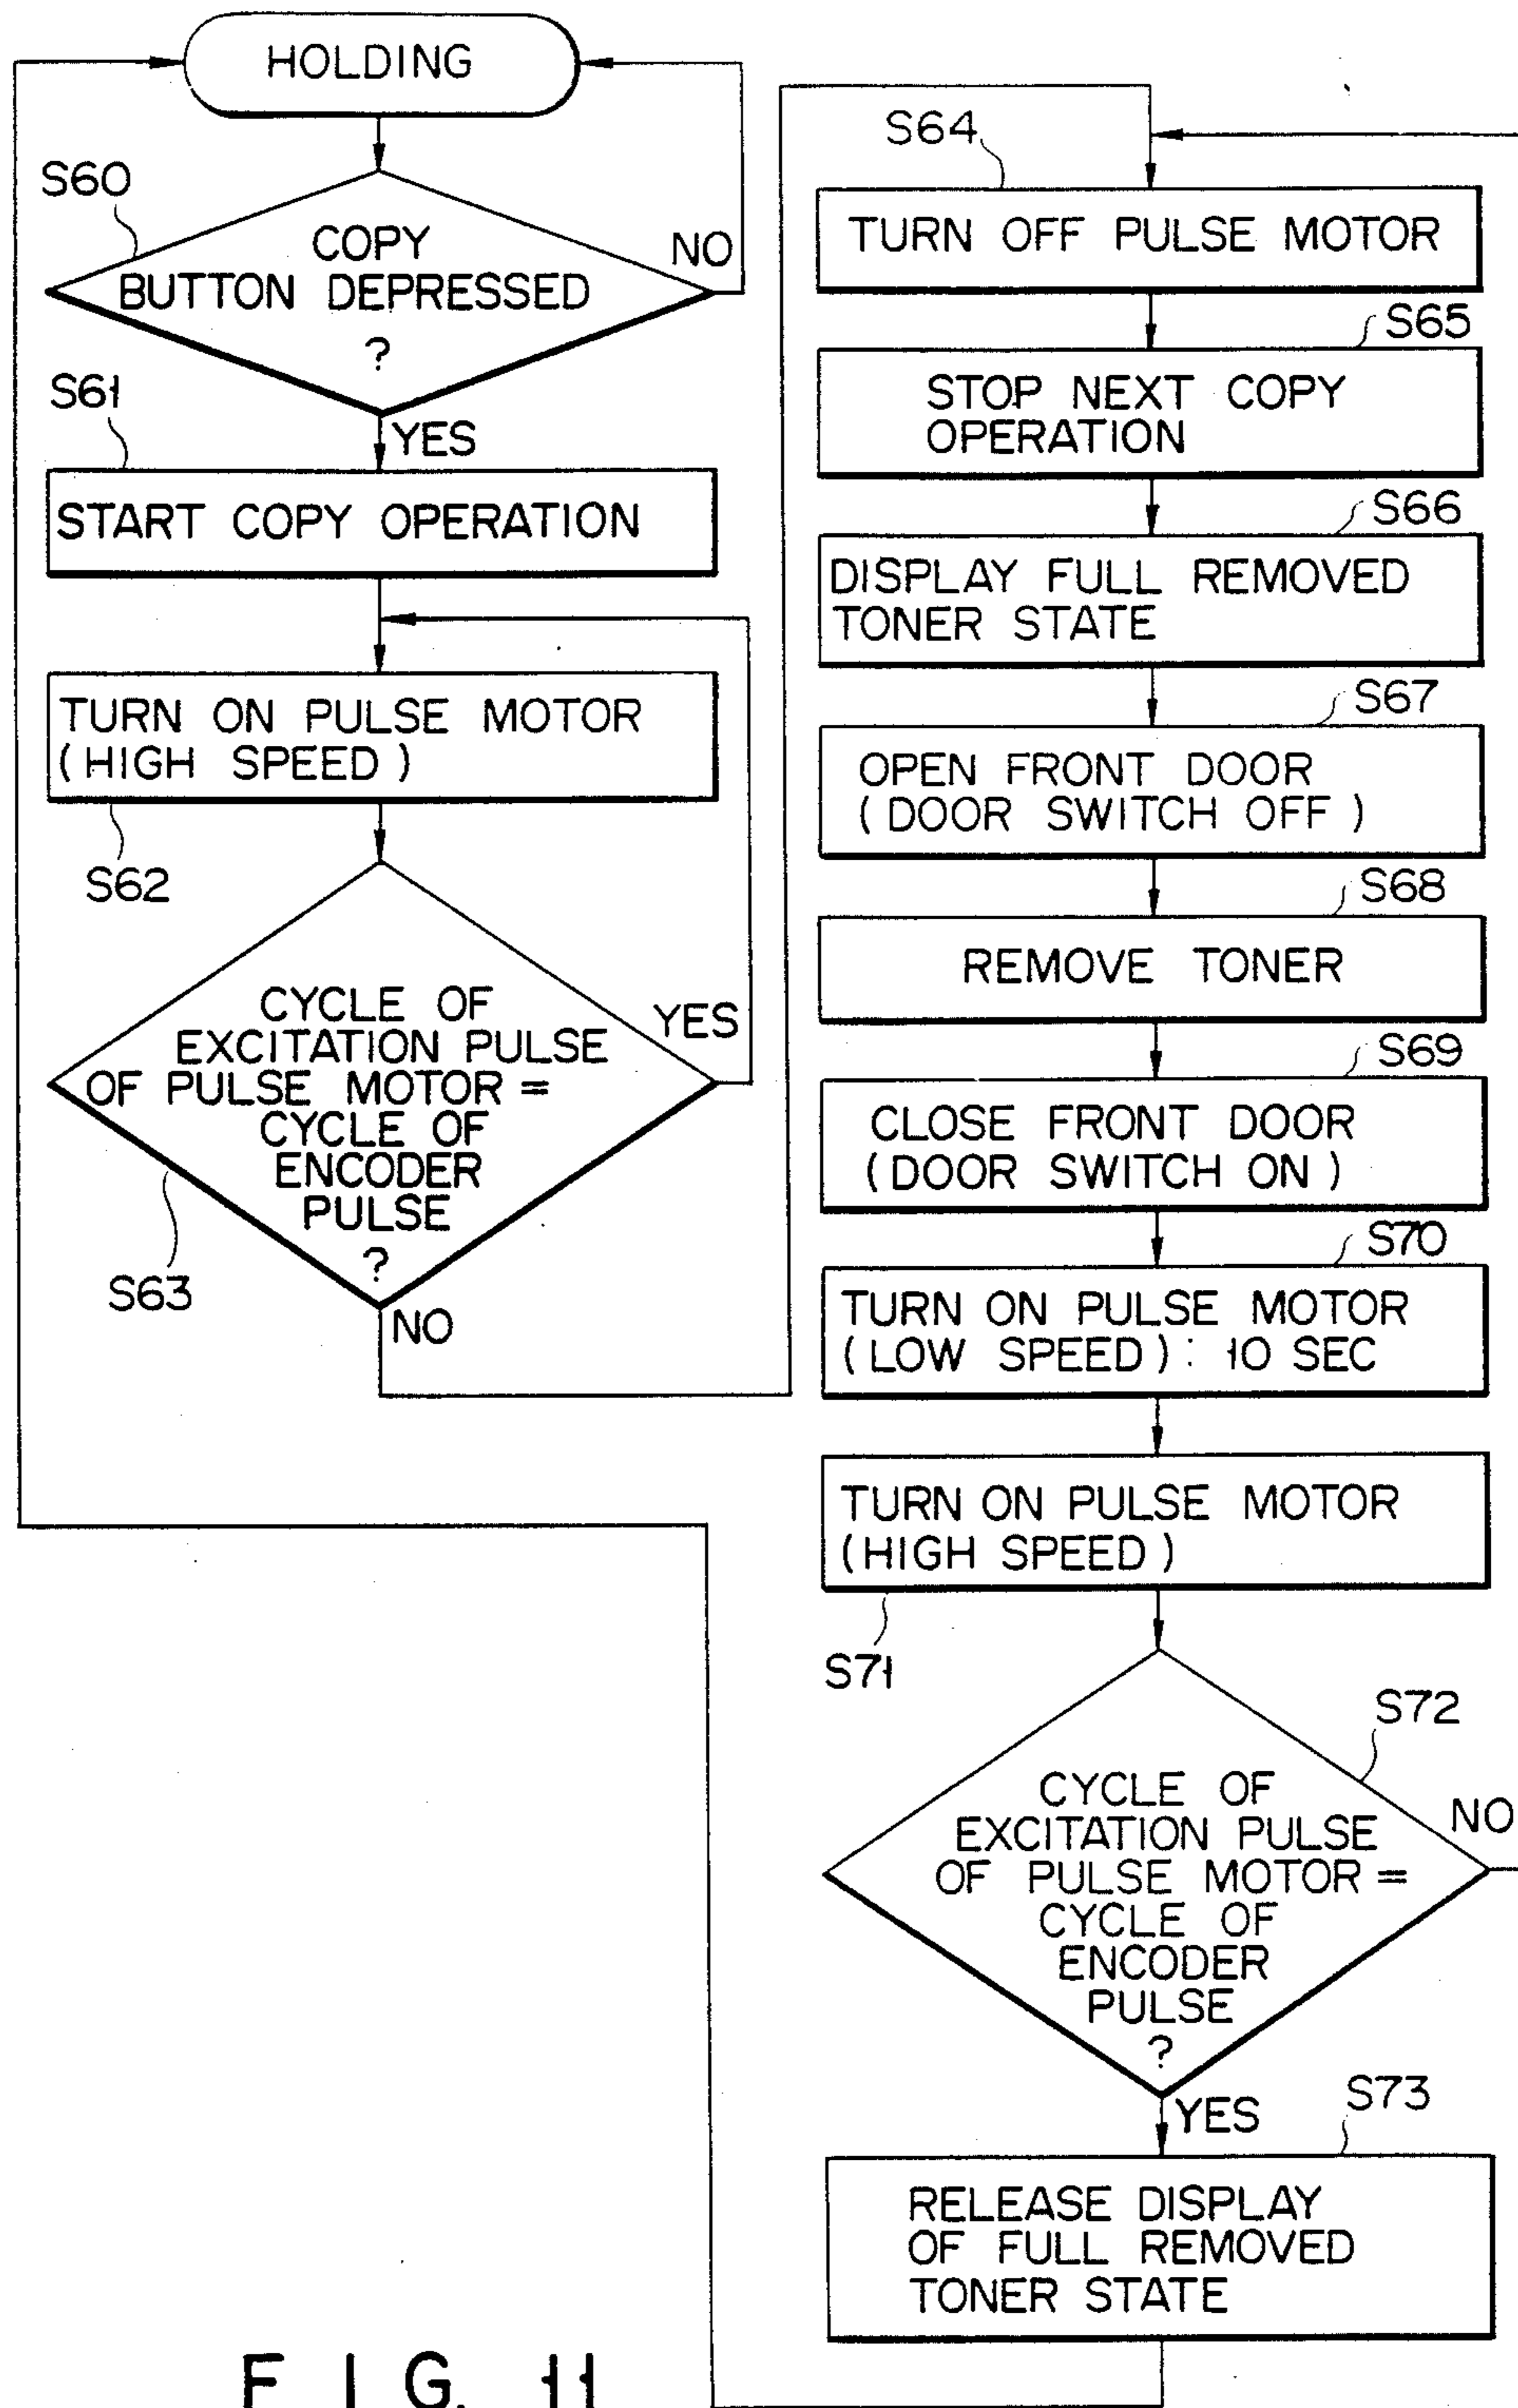 HOLDING
S60
COPY
BUTTON DEPRESSED
?
NO
YES
S61
START COPY OPERATION
TURN ON PULSE MOTOR
(HIGH SPEED)
S62
CYCLE OF
EXCITATION PULSE
OF PULSE MOTOR =
CYCLE OF
ENCODER
PULSE
?
YES
S63
NO
S64
TURN OFF PULSE MOTOR
S65
STOP NEXT COPY
OPERATION
S66
DISPLAY FULL REMOVED
TONER STATE
S67
OPEN FRONT DOOR
(DOOR SWITCH OFF)
S68
REMOVE TONER
S69
CLOSE FRONT DOOR
(DOOR SWITCH ON)
S70
TURN ON PULSE MOTOR
(LOW SPEED): 10 SEC
TURN ON PULSE MOTOR
(HIGH SPEED)
S71
S72
CYCLE OF
EXCITATION PULSE
OF PULSE MOTOR =
CYCLE OF
ENCODER
PULSE
?
NO
YES
S73
RELEASE DISPLAY
OF FULL REMOVED
TONER STATE
FIG. 11